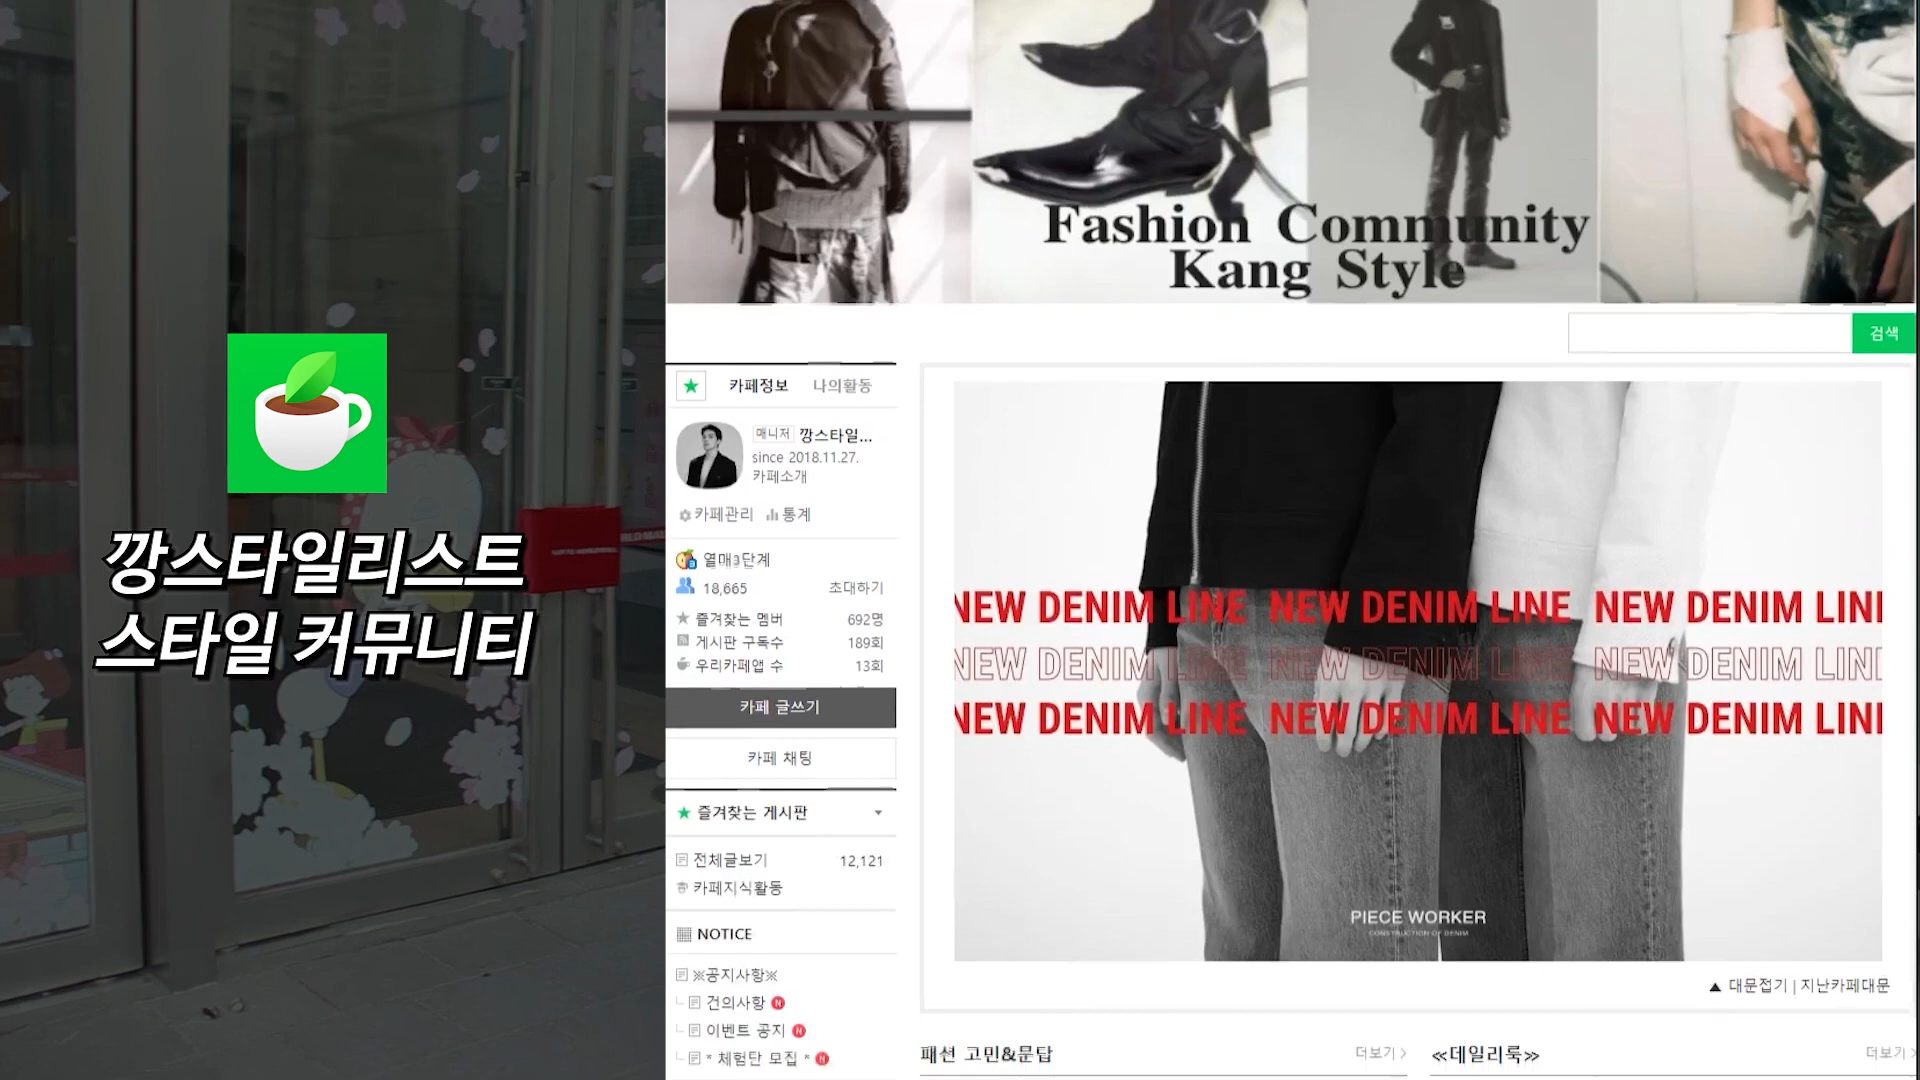 깡스타일리스트
스타일 커뮤니티
Fashion Community
Kang Style
검색
카페정보 나의활동
매니저 깡스타일...
since 2018.11.27.
카페소개
카페관리 통계
열매3단계
18,665 초대하기
즐겨찾는 멤버 692명
게시판 구독수 189회
우리카페앱 수 13회
카페 글쓰기
카페 채팅
즐겨찾는 게시판
전체글보기 12,121
카페지식활동
NOTICE
※공지사항※
건의사항 N
이벤트 공지 N
* 체험단 모집 * N
NEW DENIM LINE NEW DENIM LINE NEW DENIM LINE
NEW DENIM LINE NEW DENIM LINE NEW DENIM LINE
NEW DENIM LINE NEW DENIM LINE NEW DENIM LINE
PIECE WORKER
CONSTRUCTION OF DENIM
▲ 대문접기 | 지난카페대문
패션 고민&문답 더보기 >
≪데일리룩≫ 더보기 >